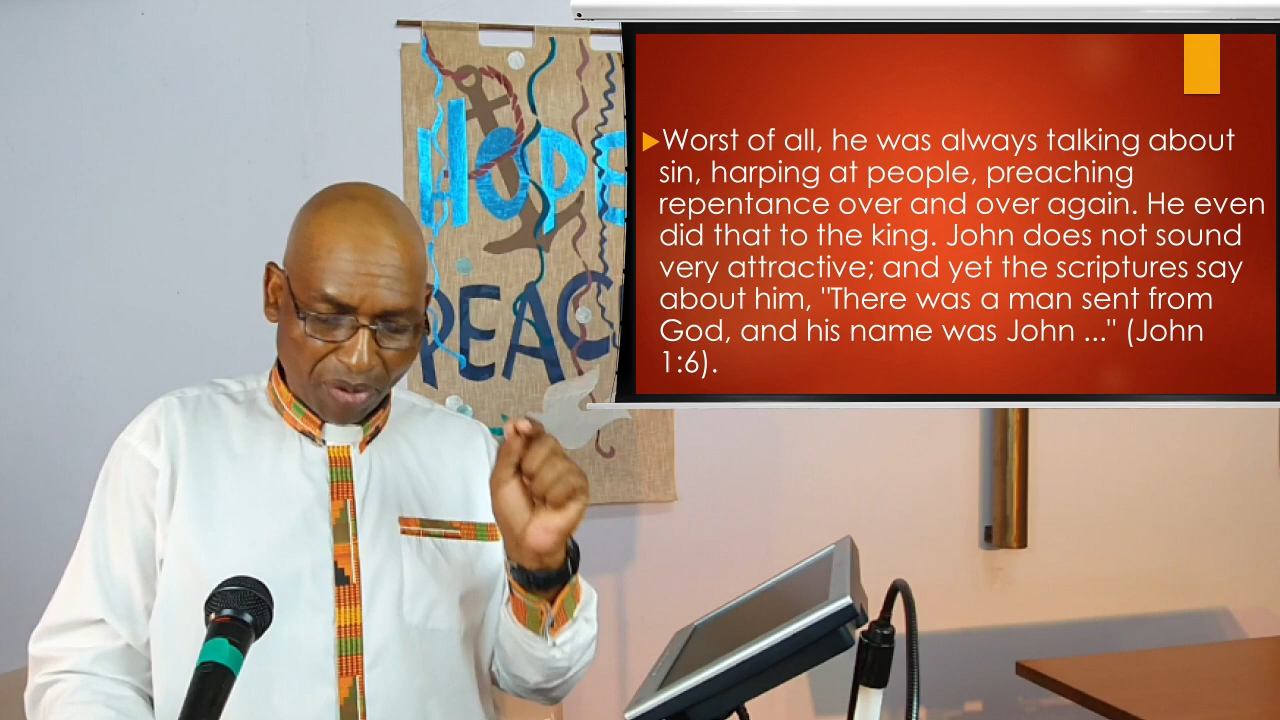 HOPE
PEAC
Worst of all, he was always talking about
sin, harping at people, preaching
repentance over and over again. He even
did that to the king. John does not sound
very attractive; and yet the scriptures say
about him, "There was a man sent from
God, and his name was John ..." (John
1:6).